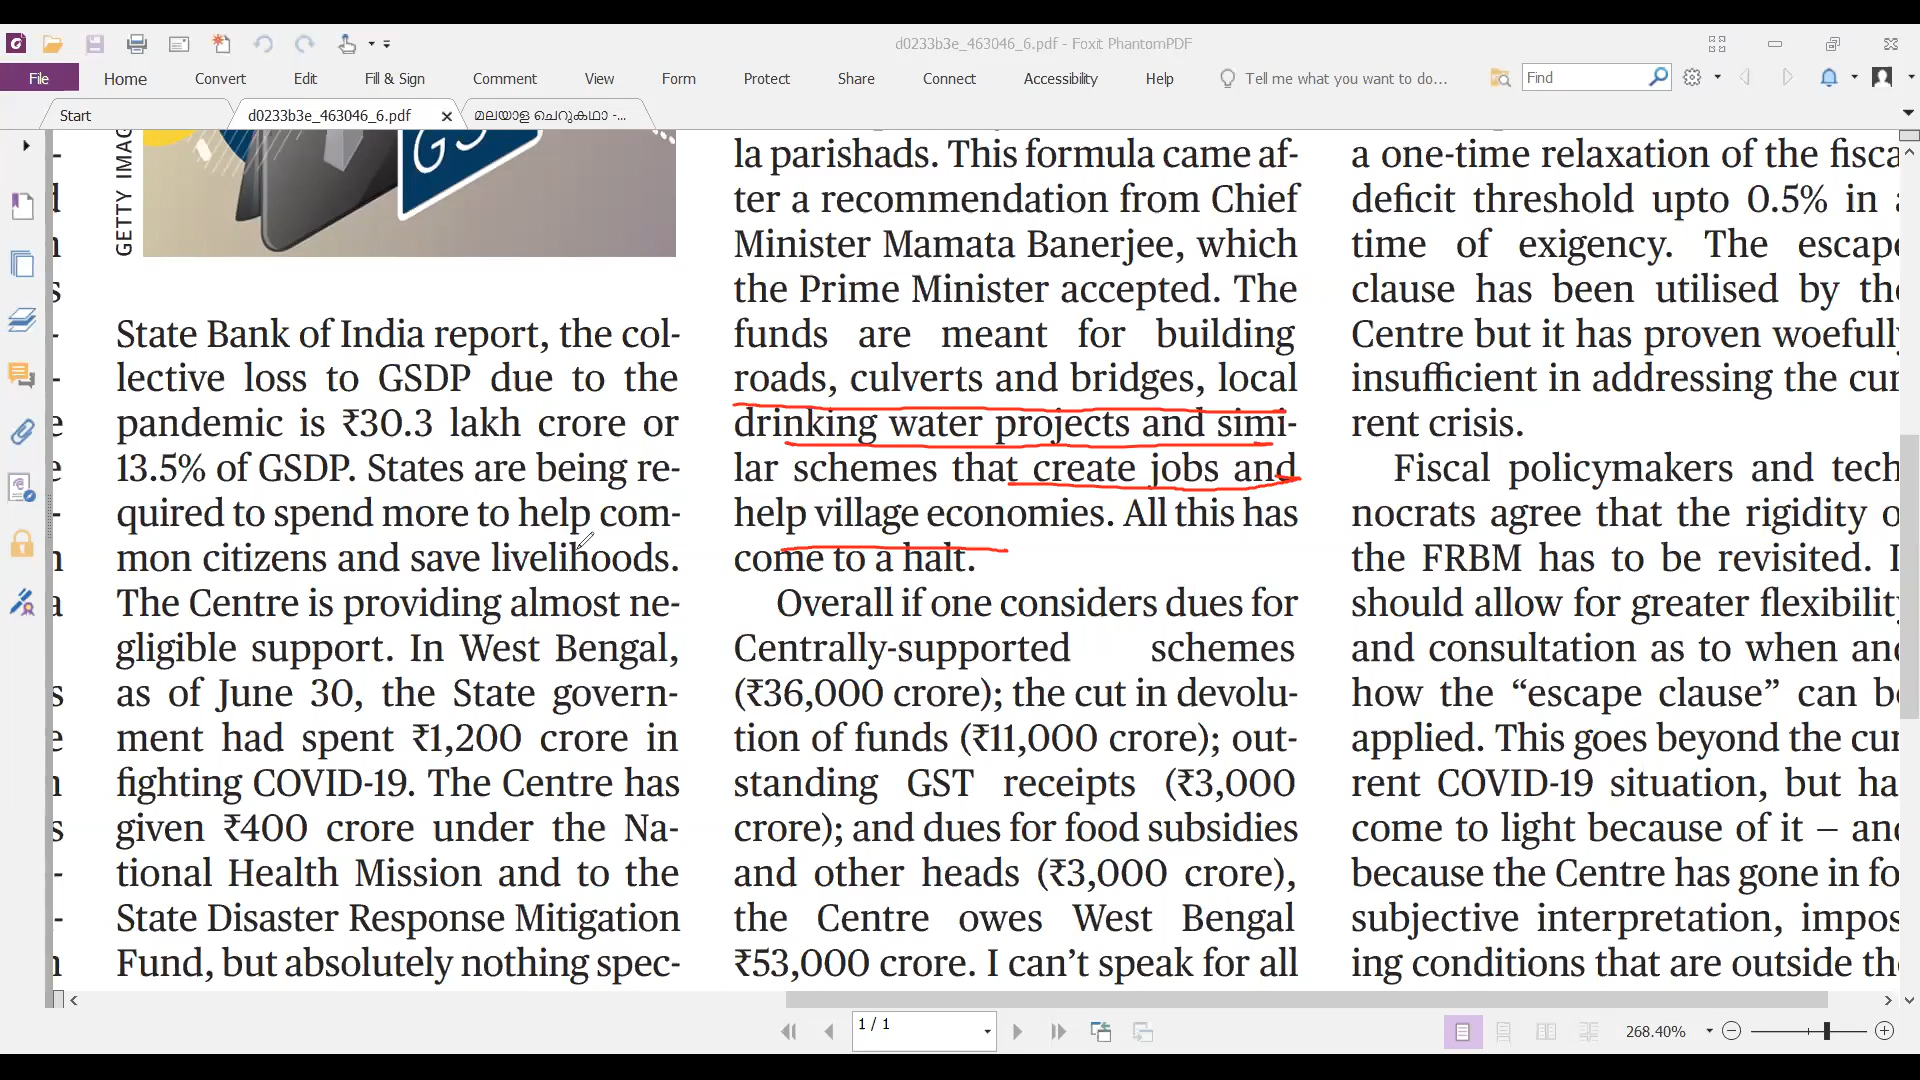 d0233b3e_463046_6.pdf - Foxit PhantomPDF
File Home Convert Edit Fill & Sign Comment View Form Protect Share Connect Accessibility Help Tell me what you want to do... Find
Start d0233b3e_463046_6.pdf മലയാള ചെറുകഥാ -...
GETTY IMAG
State Bank of India report, the col-
lective loss to GSDP due to the
pandemic is ₹30.3 lakh crore or
13.5% of GSDP. States are being re-
quired to spend more to help com-
mon citizens and save livelihoods.
The Centre is providing almost ne-
gligible support. In West Bengal,
as of June 30, the State govern-
ment had spent ₹1,200 crore in
fighting COVID-19. The Centre has
given ₹400 crore under the Na-
tional Health Mission and to the
State Disaster Response Mitigation
Fund, but absolutely nothing spec-
la parishads. This formula came af-
ter a recommendation from Chief
Minister Mamata Banerjee, which
the Prime Minister accepted. The
funds are meant for building
roads, culverts and bridges, local
drinking water projects and simi-
lar schemes that create jobs and
help village economies. All this has
come to a halt.
Overall if one considers dues for
Centrally-supported schemes
(₹36,000 crore); the cut in devolu-
tion of funds (₹11,000 crore); out-
standing GST receipts (₹3,000
crore); and dues for food subsidies
and other heads (₹3,000 crore),
the Centre owes West Bengal
₹53,000 crore. I can't speak for all
a one-time relaxation of the fisca
deficit threshold upto 0.5% in a
time of exigency. The escape
clause has been utilised by the
Centre but it has proven woefully
insufficient in addressing the cur
rent crisis.
Fiscal policymakers and tech
nocrats agree that the rigidity o
the FRBM has to be revisited. I
should allow for greater flexibility
and consultation as to when and
how the “escape clause” can be
applied. This goes beyond the cur
rent COVID-19 situation, but ha
come to light because of it – and
because the Centre has gone in fo
subjective interpretation, impos
ing conditions that are outside the
1 / 1
268.40%